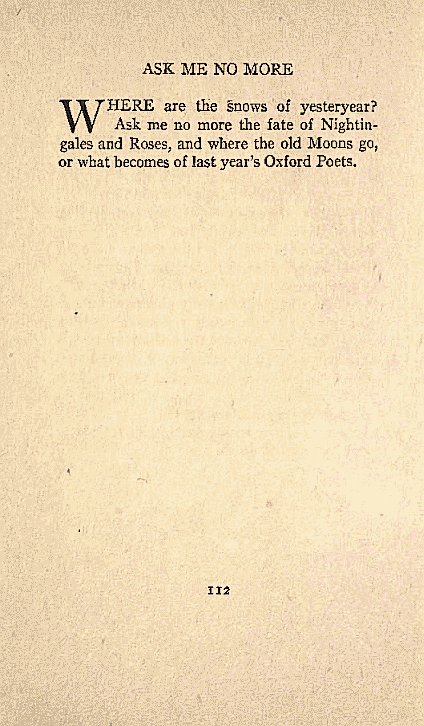 ASK ME NO MORE
WHERE are the snows of yesteryear?
Ask me no more the fate of Nightin-
gales and Roses, and where the old Moons go,
or what becomes of last year's Oxford Poets.
112